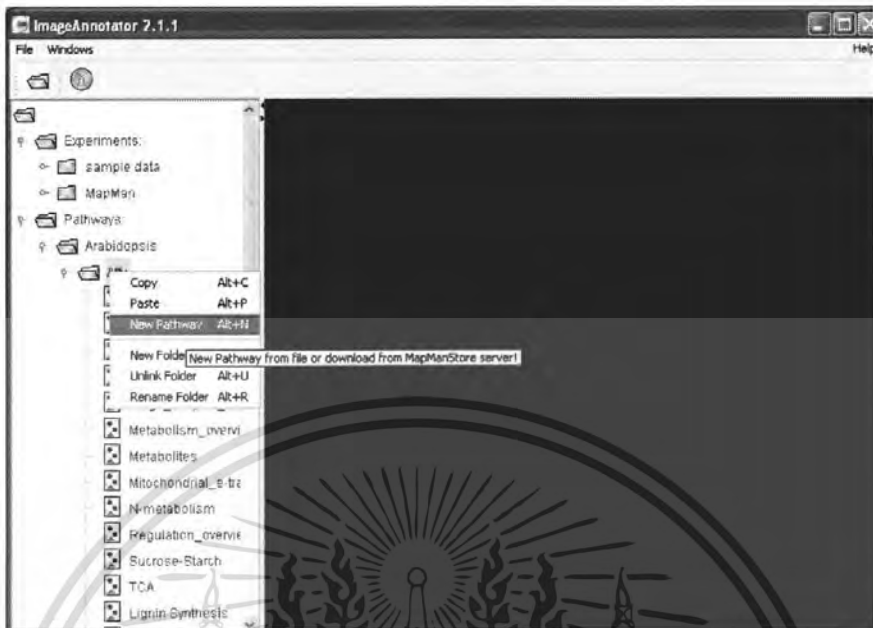 ImageAnnotator 2.1.1
File Windows Help
Experiments:
sample data
MapMan
Pathways:
Arabidopsis
Copy Alt+C
Paste Alt+P
New Pathway Alt+N
New Folde
New Pathway from file or download from MapManStore server!
Unlink Folder Alt+U
Rename Folder Alt+R
Metabolism_overvi
Metabolites
Mitochondrial_e-tra
N-metabolism
Regulation_overvie
Sucrose-Starch
TCA
Lignin Synthesis